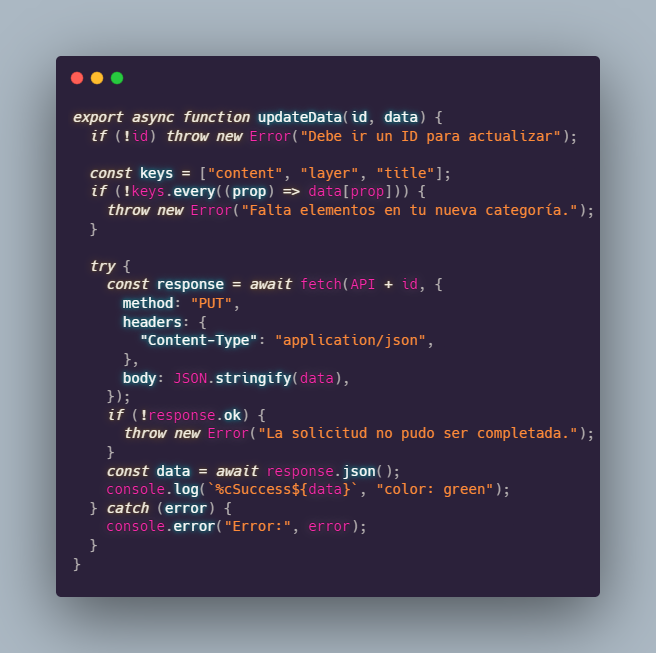 export async function updateData(id, data) {
  if (!id) throw new Error("Debe ir un ID para actualizar");

  const keys = ["content", "layer", "title"];
  if (!keys.every((prop) => data[prop])) {
    throw new Error("Falta elementos en tu nueva categoría.");
  }

  try {
    const response = await fetch(API + id, {
      method: "PUT",
      headers: {
        "Content-Type": "application/json",
      },
      body: JSON.stringify(data),
    });
    if (!response.ok) {
      throw new Error("La solicitud no pudo ser completada.");
    }
    const data = await response.json();
    console.log(`%cSuccess${data}`, "color: green");
  } catch (error) {
    console.error("Error:", error);
  }
}